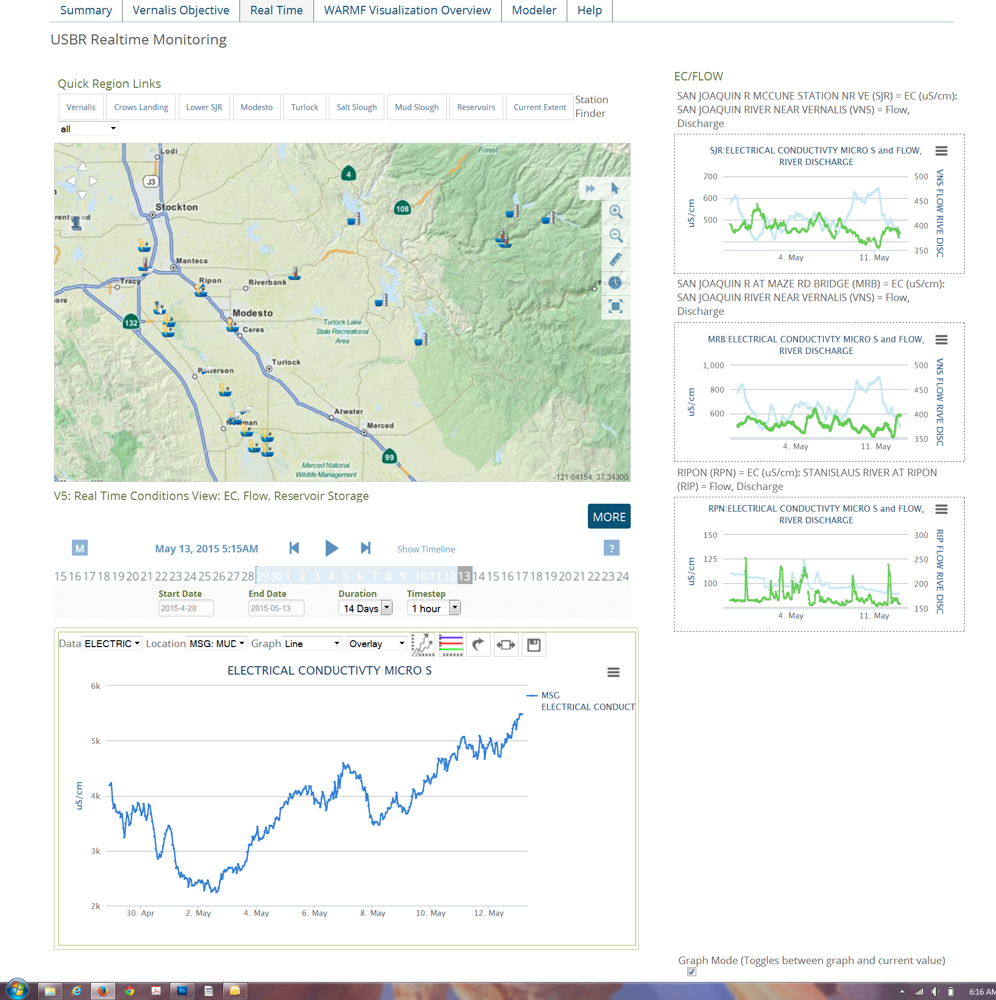 Summary Vernalis Objective Real Time WARMF Visualization Overview Modeler Help
USBR Realtime Monitoring
Quick Region Links
Vernalis Crows Landing Lower SJR Modesto Turlock Salt Slough Mud Slough Reservoirs Current Extent Station
Finder
all
Lodi
Forest
4
J3
Stockton
108
rentwood
Manteca
Tracy
Ripon
Riverbank
ore
Modesto
132
Ceres
Turlock Lake
State Recreational
Area
Turlock
Patterson
Atwater
Newman
Merced
99
Merced National
Wildlife Management
-121.64154, 37.34300
V5: Real Time Conditions View: EC, Flow, Reservoir Storage
MORE
M May 13, 2015 5:15AM Show Timeline ?
15 16 17 18 19 20 21 22 23 24 25 26 27 28 29 30 1 2 3 4 5 6 7 8 9 10 11 12 13 14 15 16 17 18 19 20 21 22 23 24
Start Date End Date Duration Timestep
2015-4-28 2015-05-13 14 Days 1 hour
Data ELECTRIC Location MSG: MUD Graph Line Overlay
ELECTRICAL CONDUCTIVTY MICRO S
MSG
ELECTRICAL CONDUCT
6k
5k
4k
3k
2k
uS/cm
30. Apr 2. May 4. May 6. May 8. May 10. May 12. May
EC/FLOW
SAN JOAQUIN R MCCUNE STATION NR VE (SJR) = EC (uS/cm):
SAN JOAQUIN RIVER NEAR VERNALIS (VNS) = Flow,
Discharge
SJR:ELECTRICAL CONDUCTIVTY MICRO S and FLOW,
RIVER DISCHARGE
700 500
600 450
500 400
350
uS/cm
VNS FLOW RIVE DISC
4. May 11. May
SAN JOAQUIN R AT MAZE RD BRIDGE (MRB) = EC (uS/cm):
SAN JOAQUIN RIVER NEAR VERNALIS (VNS) = Flow,
Discharge
MRB:ELECTRICAL CONDUCTIVTY MICRO S and FLOW,
RIVER DISCHARGE
1,000 500
800 450
600 400
350
uS/cm
VNS FLOW RIVE DISC
4. May 11. May
RIPON (RPN) = EC (uS/cm): STANISLAUS RIVER AT RIPON
(RIP) = Flow, Discharge
RPN:ELECTRICAL CONDUCTIVTY MICRO S and FLOW,
RIVER DISCHARGE
150 300
125 250
100 200
150
uS/cm
RIP FLOW RIVE DISC
4. May 11. May
Graph Mode (Toggles between graph and current value)
Ps
6:16 AM